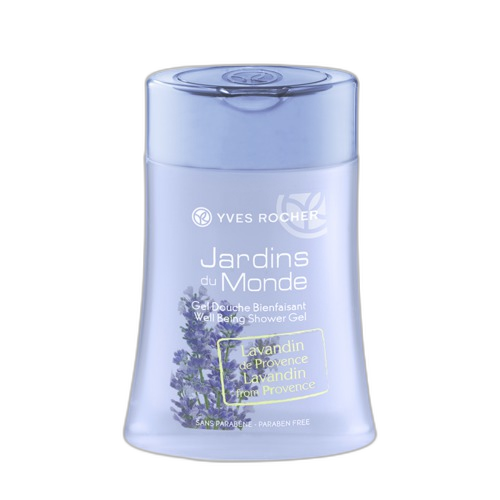 YVES ROCHER
Jardins
du Monde
Gel Douche Bienfaisant
Well Being Shower Gel
Lavandin
de Provence
Lavandin
from Provence
SANS PARABÈNE - PARABEN FREE